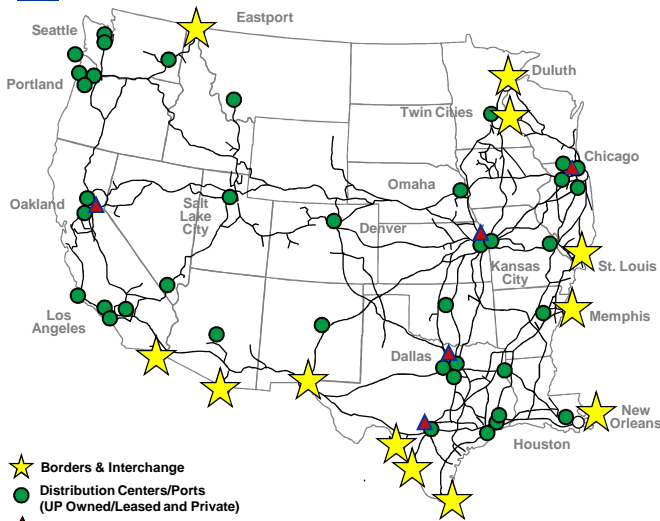 Seattle
Eastport
Duluth
Portland
Twin Cities
Chicago
Omaha
Oakland
Salt
Lake
City
Denver
Kansas
City
St. Louis
Los
Angeles
Memphis
Dallas
New
Orleans
Houston
Borders & Interchange
Distribution Centers/Ports
(UP Owned/Leased and Private)